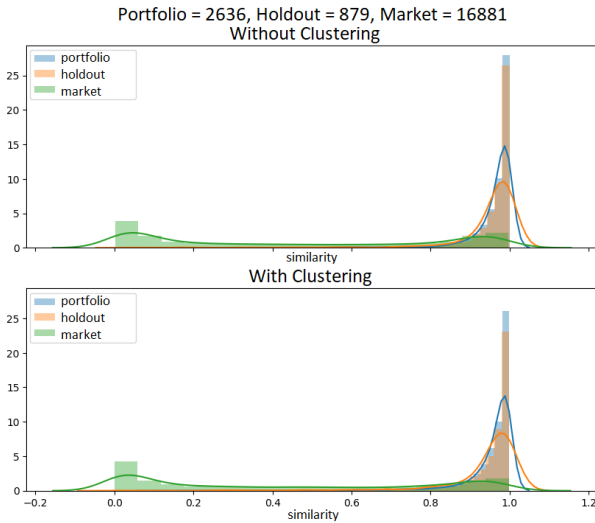 Portfolio = 2636, Holdout = 879, Market = 16881
Without Clustering
portfolio
holdout
market
25
20
15
10
5
0
similarity
With Clustering
portfolio
holdout
market
25
20
15
10
5
0
−0.2 0.0 0.2 0.4 0.6 0.8 1.0 1.2
similarity